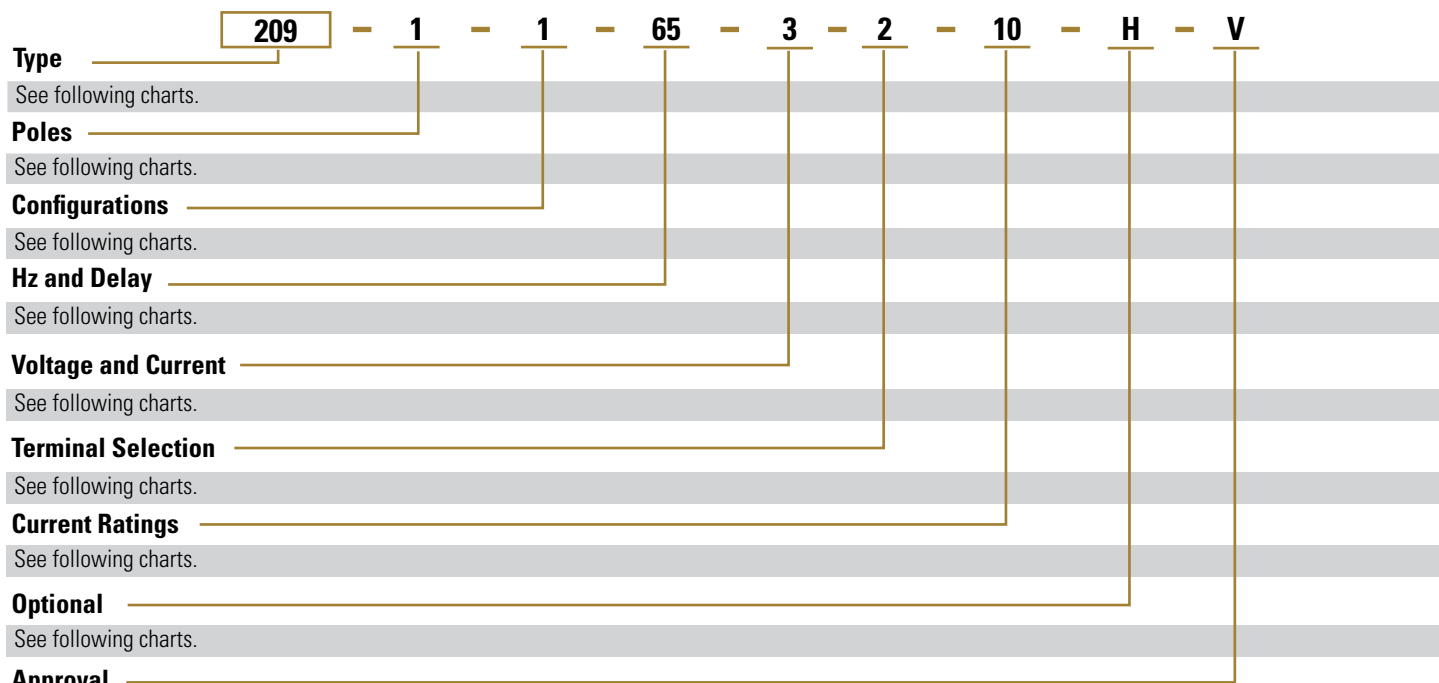 209 – 1 – 1 – 65 – 3 – 2 – 10 – H – V
Type
See following charts.
Poles
See following charts.
Configurations
See following charts.
Hz and Delay
See following charts.
Voltage and Current
See following charts.
Terminal Selection
See following charts.
Current Ratings
See following charts.
Optional
See following charts.
Approval